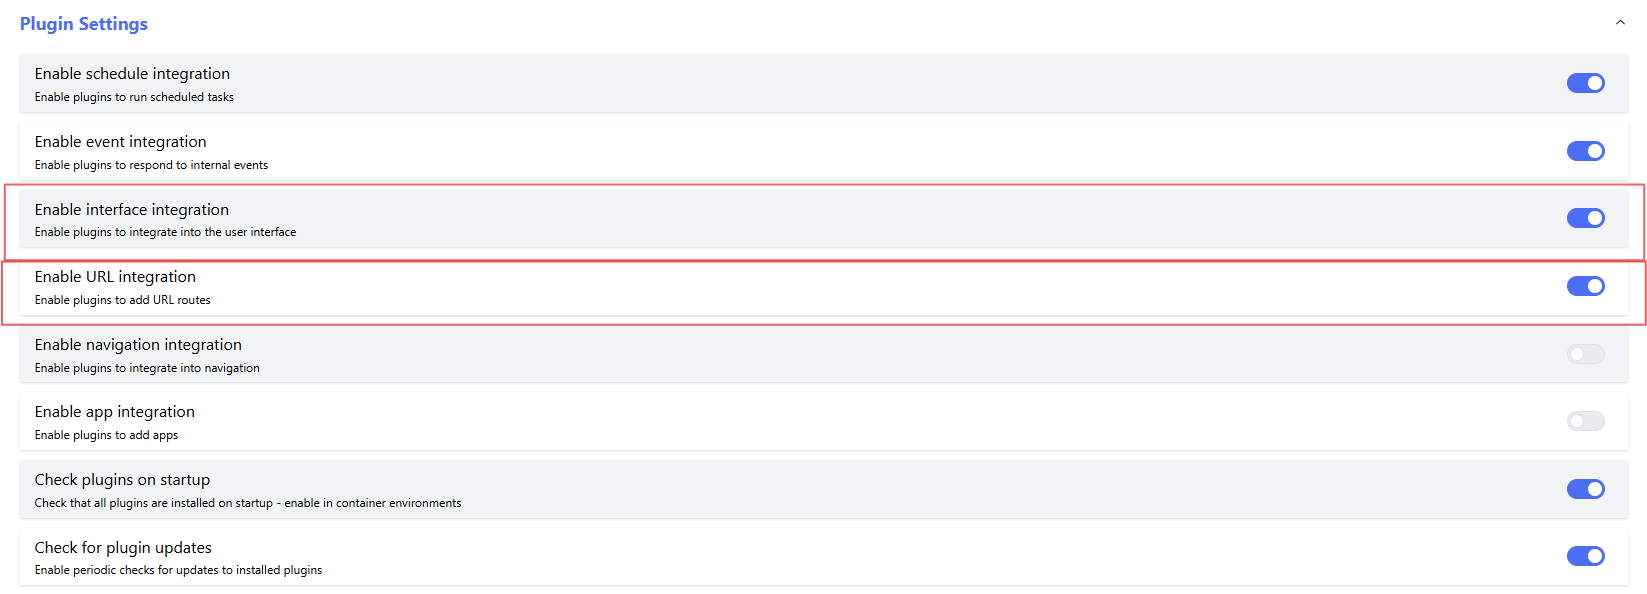 Plugin Settings
Enable schedule integration
Enable plugins to run scheduled tasks
Enable event integration
Enable plugins to respond to internal events
Enable interface integration
Enable plugins to integrate into the user interface
Enable URL integration
Enable plugins to add URL routes
Enable navigation integration
Enable plugins to integrate into navigation
Enable app integration
Enable plugins to add apps
Check plugins on startup
Check that all plugins are installed on startup - enable in container environments
Check for plugin updates
Enable periodic checks for updates to installed plugins